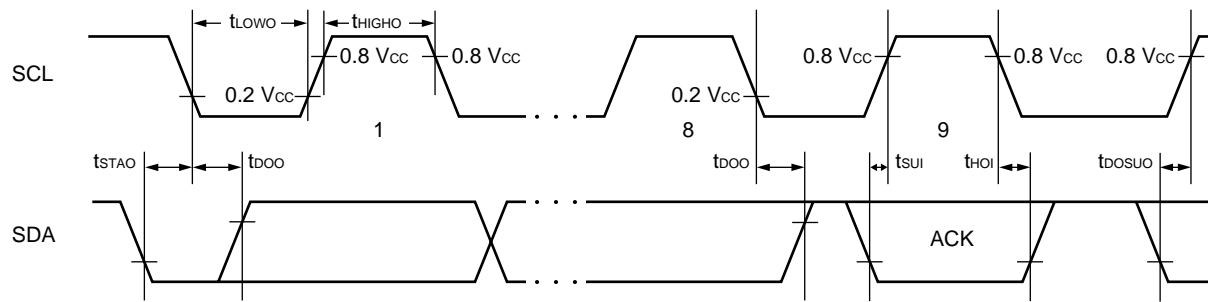 tLOWO tHIGHO
SCL 0.2 VCC 0.8 VCC 0.8 VCC 0.2 VCC 0.8 VCC 0.8 VCC 0.8 VCC
1 8 9
tSTAO tDOO tDOO tSUI tHOI tDOSUO
SDA ACK